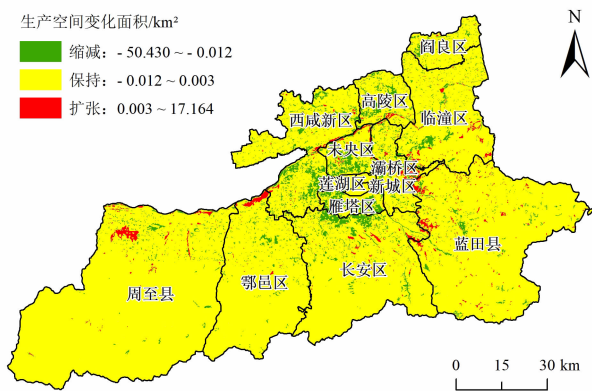 生产空间变化面积/km²
缩减：- 50.430 ~ - 0.012
保持：- 0.012 ~ 0.003
扩张：0.003 ~ 17.164
N
阎良区
高陵区
临潼区
西咸新区
未央区
灞桥区
莲湖区
新城区
雁塔区
蓝田县
长安区
鄠邑区
周至县
0 15 30 km